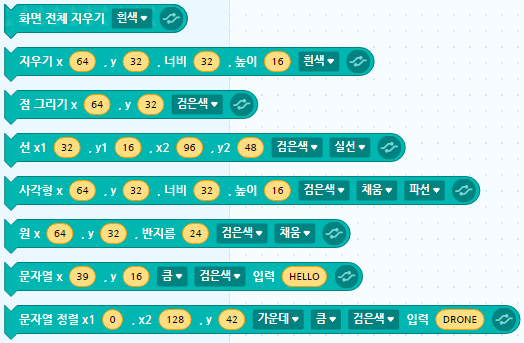 화면 전체 지우기 흰색
지우기 x 64 , y 32 , 너비 32 , 높이 16 흰색
점 그리기 x 64 , y 32 검은색
선 x1 32 , y1 16 , x2 96 , y2 48 검은색 실선
사각형 x 64 , y 32 , 너비 32 , 높이 16 검은색 채움 파선
원 x 64 , y 32 , 반지름 24 검은색 채움
문자열 x 39 , y 16 큼 검은색 입력 HELLO
문자열 정렬 x1 0 , x2 128 , y 42 가운데 큼 검은색 입력 DRONE